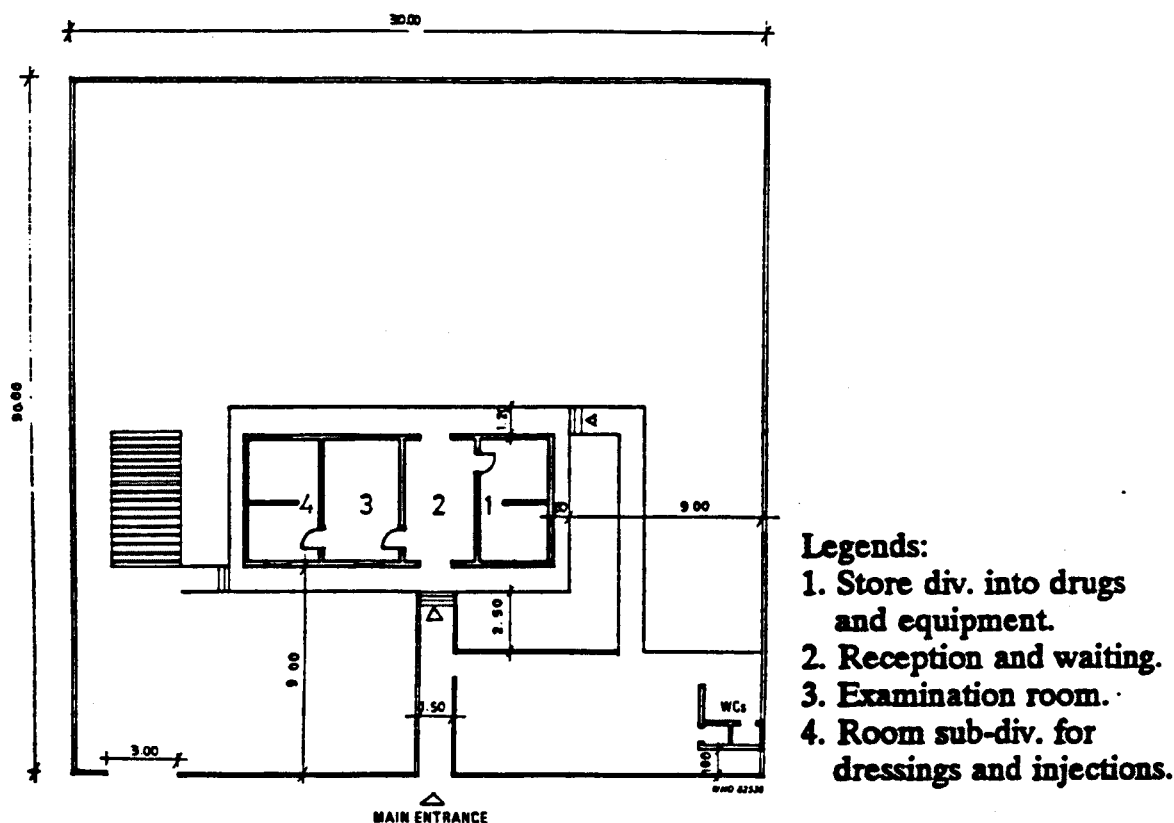 30.00
30.00
1.20
4 3 2 1
9.00
2.50
9.00
1.50
3.00
WCs
MAIN ENTRANCE
Legends:
1. Store div. into drugs
and equipment.
2. Reception and waiting.
3. Examination room.
4. Room sub-div. for
dressings and injections.